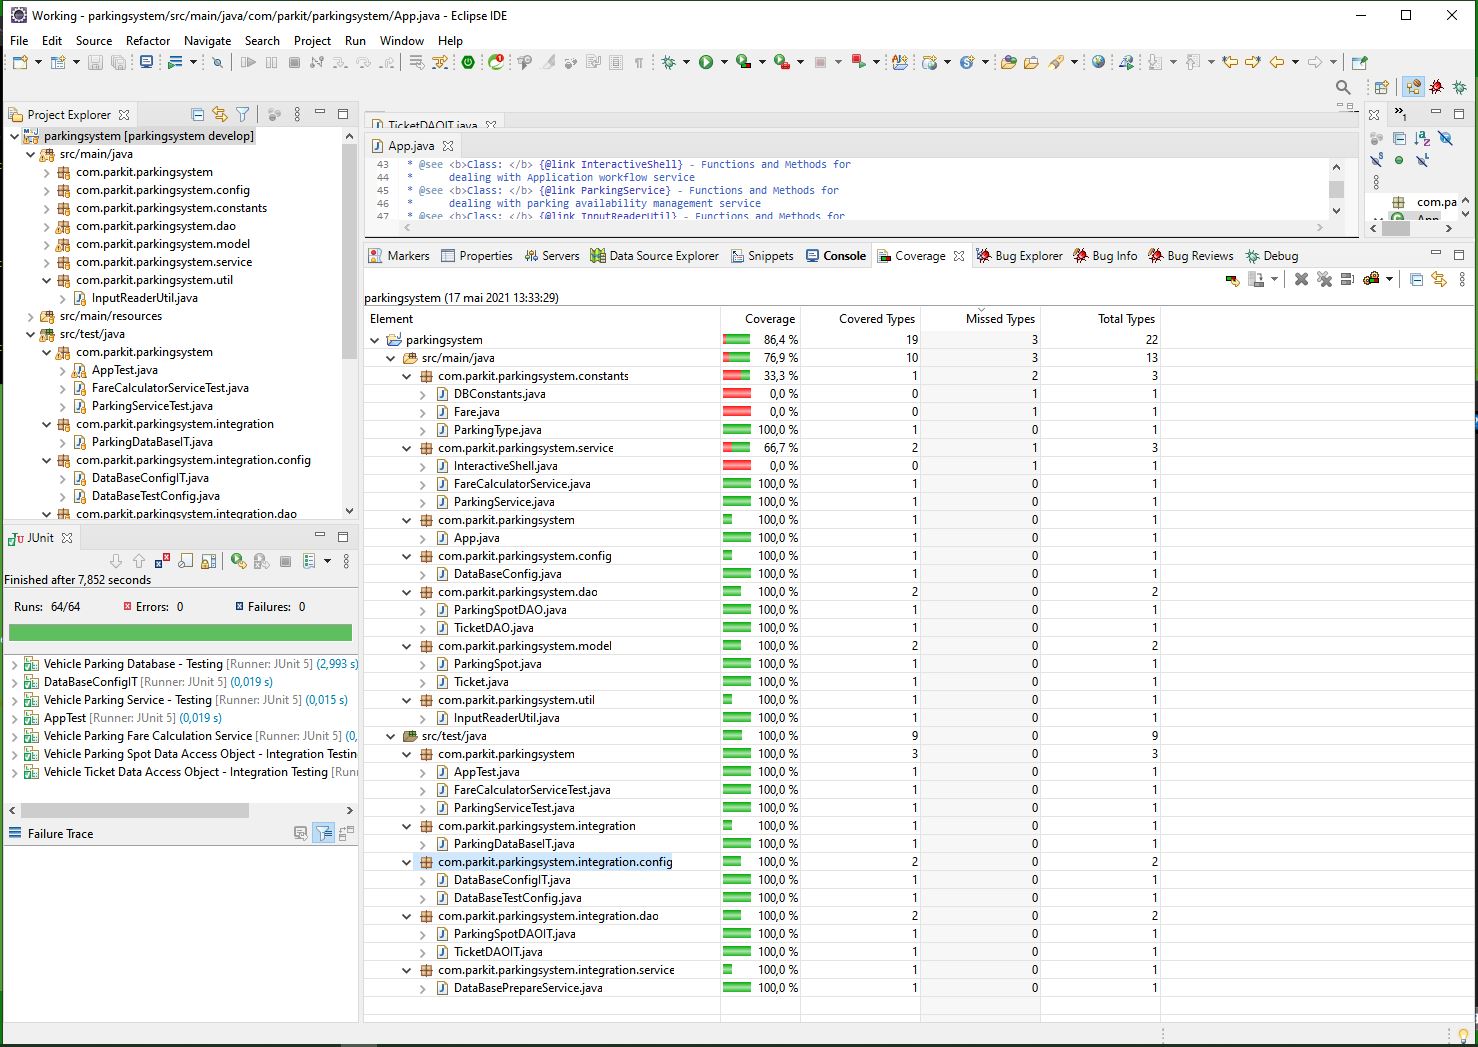 Working - parkingsystem/src/main/java/com/parkit/parkingsystem/App.java - Eclipse IDE
File Edit Source Refactor Navigate Search Project Run Window Help
Project Explorer
parkingsystem [parkingsystem develop]
src/main/java
com.parkit.parkingsystem
com.parkit.parkingsystem.config
com.parkit.parkingsystem.constants
com.parkit.parkingsystem.dao
com.parkit.parkingsystem.model
com.parkit.parkingsystem.service
com.parkit.parkingsystem.util
InputReaderUtil.java
src/main/resources
src/test/java
com.parkit.parkingsystem
AppTest.java
FareCalculatorServiceTest.java
ParkingServiceTest.java
com.parkit.parkingsystem.integration
ParkingDataBaseIT.java
com.parkit.parkingsystem.integration.config
DataBaseConfigIT.java
DataBaseTestConfig.java
com.parkit.parkingsystem.integration.dao
JUnit
Finished after 7,852 seconds
Runs: 64/64 Errors: 0 Failures: 0
Vehicle Parking Database - Testing [Runner: JUnit 5] (2,993 s)
DataBaseConfigIT [Runner: JUnit 5] (0,019 s)
Vehicle Parking Service - Testing [Runner: JUnit 5] (0,015 s)
AppTest [Runner: JUnit 5] (0,019 s)
Vehicle Parking Fare Calculation Service [Runner: JUnit 5] (0,
Vehicle Parking Spot Data Access Object - Integration Testin
Vehicle Ticket Data Access Object - Integration Testing [Run
Failure Trace
TicketDAOIT.java
App.java
43 * @see <b>Class: </b> {@link InteractiveShell} - Functions and Methods for
44 * dealing with Application workflow service
45 * @see <b>Class: </b> {@link ParkingService} - Functions and Methods for
46 * dealing with parking availability management service
47 * @see <b>Class: </b> {@link InputReaderUtil} - Functions and Methods for
1
com.pa
App
Markers Properties Servers Data Source Explorer Snippets Console Coverage Bug Explorer Bug Info Bug Reviews Debug
parkingsystem (17 mai 2021 13:33:29)
Element Coverage Covered Types Missed Types Total Types
parkingsystem 86,4 % 19 3 22
src/main/java 76,9 % 10 3 13
com.parkit.parkingsystem.constants 33,3 % 1 2 3
DBConstants.java 0,0 % 0 1 1
Fare.java 0,0 % 0 1 1
ParkingType.java 100,0 % 1 0 1
com.parkit.parkingsystem.service 66,7 % 2 1 3
InteractiveShell.java 0,0 % 0 1 1
FareCalculatorService.java 100,0 % 1 0 1
ParkingService.java 100,0 % 1 0 1
com.parkit.parkingsystem 100,0 % 1 0 1
App.java 100,0 % 1 0 1
com.parkit.parkingsystem.config 100,0 % 1 0 1
DataBaseConfig.java 100,0 % 1 0 1
com.parkit.parkingsystem.dao 100,0 % 2 0 2
ParkingSpotDAO.java 100,0 % 1 0 1
TicketDAO.java 100,0 % 1 0 1
com.parkit.parkingsystem.model 100,0 % 2 0 2
ParkingSpot.java 100,0 % 1 0 1
Ticket.java 100,0 % 1 0 1
com.parkit.parkingsystem.util 100,0 % 1 0 1
InputReaderUtil.java 100,0 % 1 0 1
src/test/java 100,0 % 9 0 9
com.parkit.parkingsystem 100,0 % 3 0 3
AppTest.java 100,0 % 1 0 1
FareCalculatorServiceTest.java 100,0 % 1 0 1
ParkingServiceTest.java 100,0 % 1 0 1
com.parkit.parkingsystem.integration 100,0 % 1 0 1
ParkingDataBaseIT.java 100,0 % 1 0 1
com.parkit.parkingsystem.integration.config 100,0 % 2 0 2
DataBaseConfigIT.java 100,0 % 1 0 1
DataBaseTestConfig.java 100,0 % 1 0 1
com.parkit.parkingsystem.integration.dao 100,0 % 2 0 2
ParkingSpotDAOIT.java 100,0 % 1 0 1
TicketDAOIT.java 100,0 % 1 0 1
com.parkit.parkingsystem.integration.service 100,0 % 1 0 1
DataBasePrepareService.java 100,0 % 1 0 1